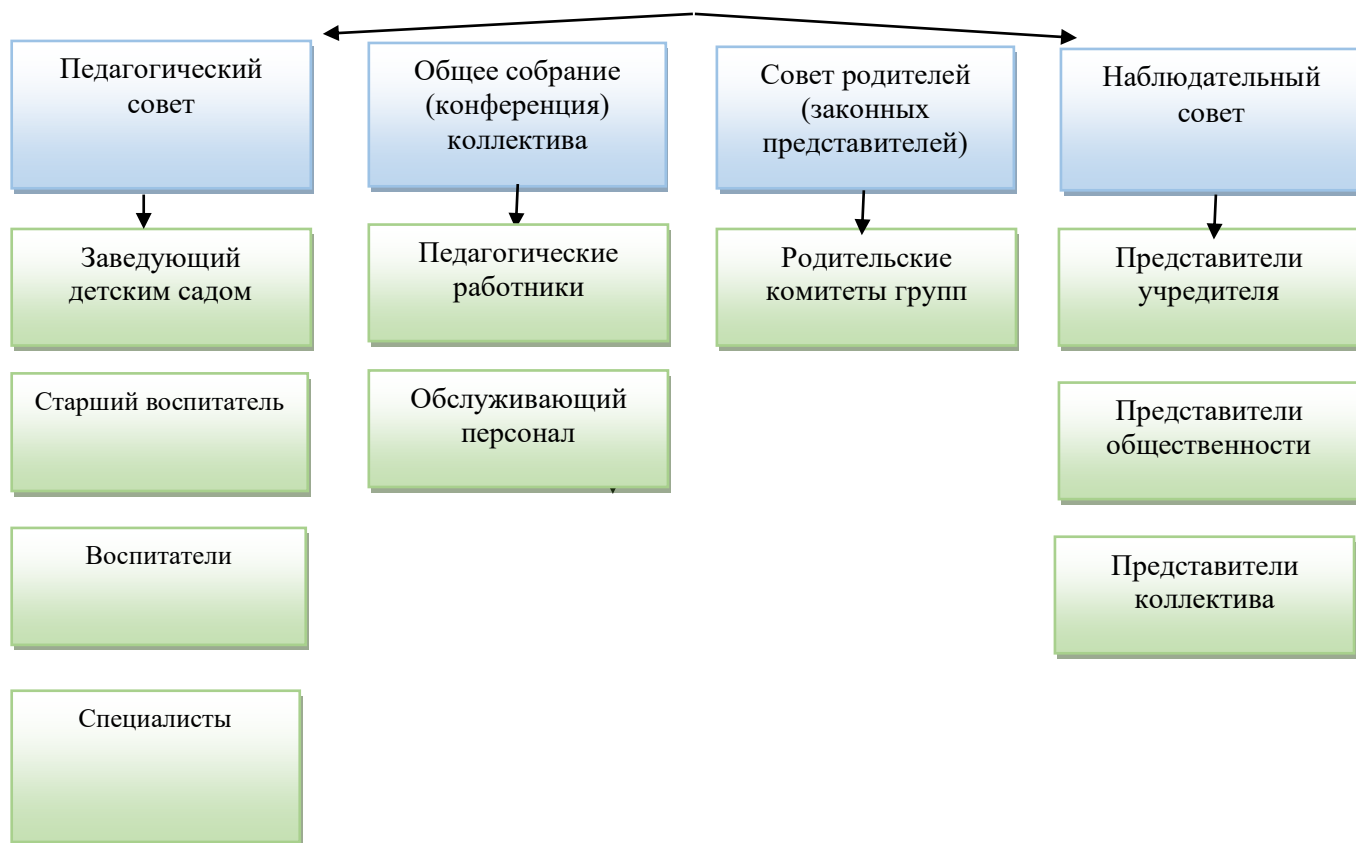 Педагогический
совет
Общее собрание
(конференция)
коллектива
Совет родителей
(законных
представителей)
Наблюдательный
совет
Заведующий
детским садом
Педагогические
работники
Родительские
комитеты групп
Представители
учредителя
Старший воспитатель
Обслуживающий
персонал
Представители
общественности
Воспитатели
Представители
коллектива
Специалисты